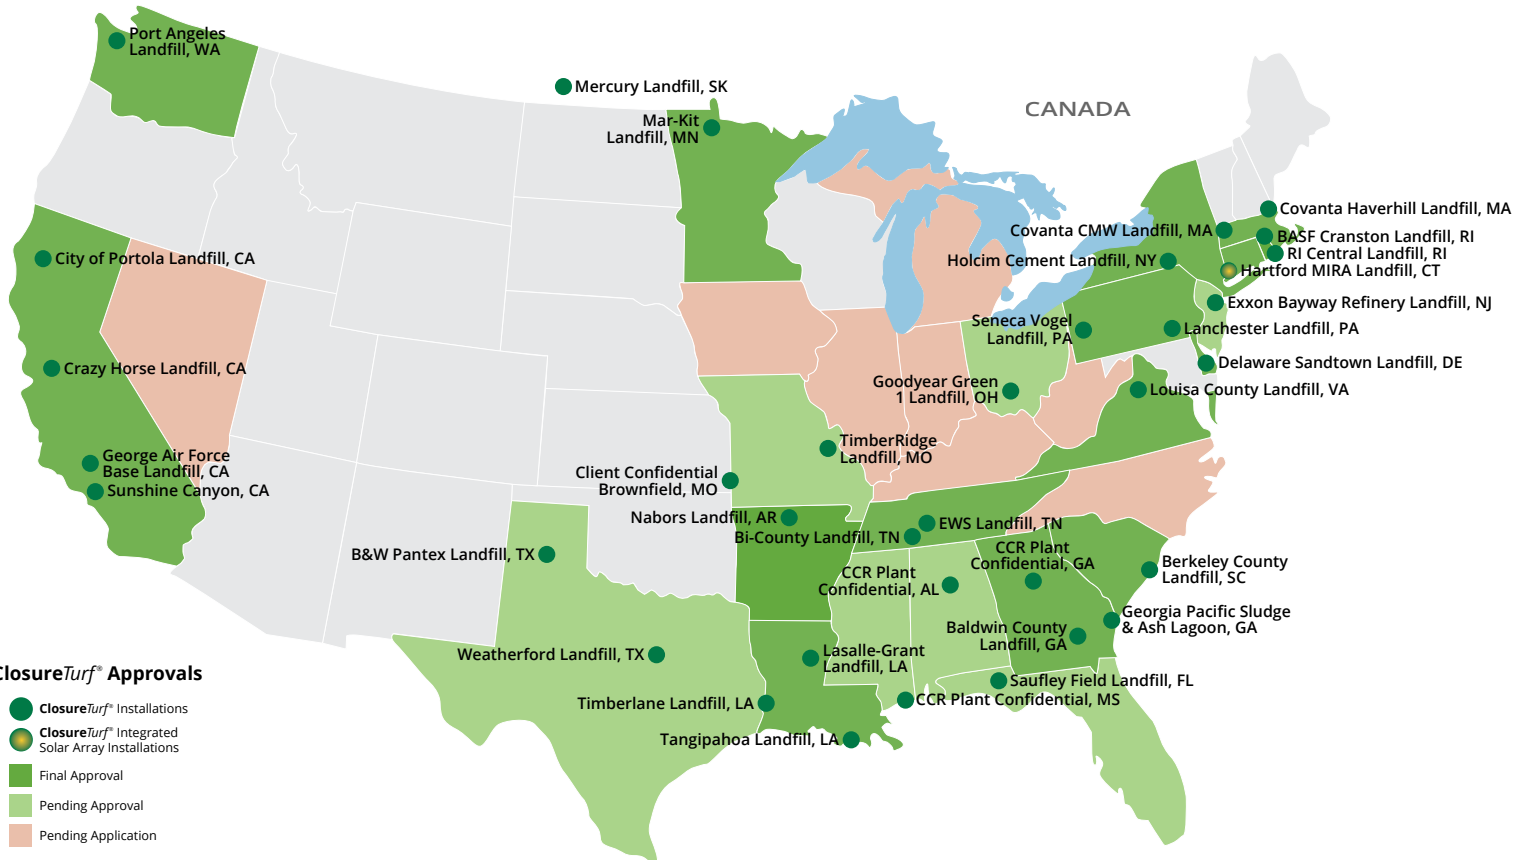 Port Angeles
Landfill, WA
Mercury Landfill, SK
CANADA
Mar-Kit
Landfill, MN
Covanta Haverhill Landfill, MA
Covanta CMW Landfill, MA
BASF Cranston Landfill, RI
RI Central Landfill, RI
City of Portola Landfill, CA
Holcim Cement Landfill, NY
Hartford MIRA Landfill, CT
Exxon Bayway Refinery Landfill, NJ
Seneca Vogel
Landfill, PA
Lanchester Landfill, PA
Crazy Horse Landfill, CA
Delaware Sandtown Landfill, DE
Goodyear Green
1 Landfill, OH
Louisa County Landfill, VA
TimberRidge
Landfill, MO
George Air Force
Base Landfill, CA
Client Confidential
Brownfield, MO
Sunshine Canyon, CA
Nabors Landfill, AR
EWS Landfill, TN
Bi-County Landfill, TN
B&W Pantex Landfill, TX
CCR Plant
Confidential, GA
CCR Plant
Confidential, AL
Berkeley County
Landfill, SC
Georgia Pacific Sludge
& Ash Lagoon, GA
Baldwin County
Landfill, GA
Weatherford Landfill, TX
Lasalle-Grant
Landfill, LA
Saufley Field Landfill, FL
CCR Plant Confidential, MS
Timberlane Landfill, LA
Tangipahoa Landfill, LA
ClosureTurf® Approvals
ClosureTurf® Installations
ClosureTurf® Integrated
Solar Array Installations
Final Approval
Pending Approval
Pending Application